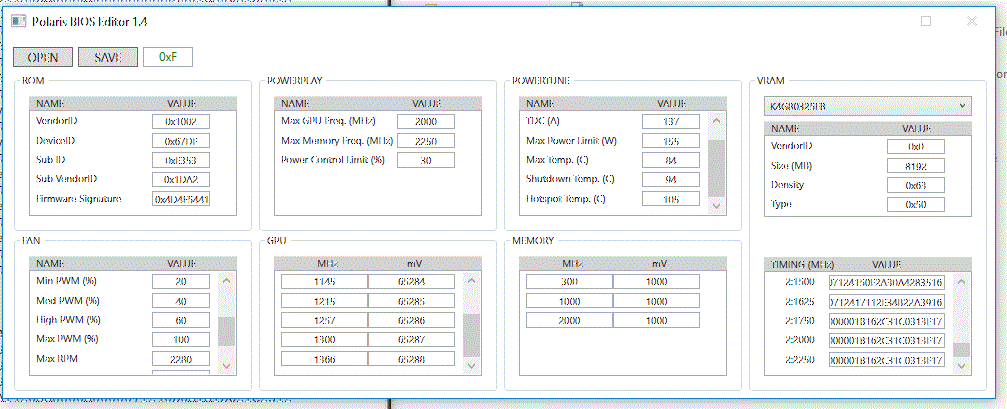 Polaris BIOS Editor 1.4
OPEN SAVE 0xF
ROM
NAME VALUE
VendorID 0x1002
DeviceID 0x67DF
Sub ID 0xE353
Sub VendorID 0x1DA2
Firmware Signature
POWERPLAY
NAME VALUE
Max GPU Freq. (MHz) 2000
Max Memory Freq. (MHz) 2250
Power Control Limit (%) 30
POWERTUNE
NAME VALUE
TDC (A) 137
Max Power Limit (W) 155
Max Temp. (C) 84
Shutdown Temp. (C) 94
Hotspot Temp. (C) 105
VRAM
K4G80325FB
NAME VALUE
VendorID 0x0
Size (MB) 8192
Density 0x63
Type 0x50
FAN
NAME VALUE
Min PWM (%) 20
Med PWM (%) 40
High PWM (%) 60
Max PWM (%) 100
Max RPM 2280
GPU
MHz mV
1145 65284
1215 65285
1257 65286
1300 65287
1366 65288
MEMORY
MHz mV
300 1000
1000 1000
2000 1000
TIMING (MHz) VALUE
2:1500
2:1625
2:1750
2:2000
2:2250